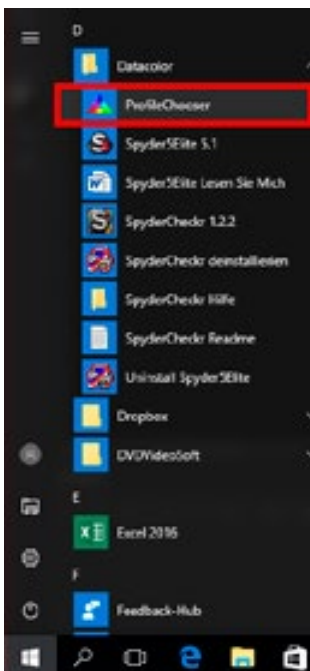 D
Datacolor
ProfileChooser
Spyder5Elite 5.1
Spyder5Elite Lesen Sie Mich
SpyderCheckr 1.2.2
SpyderCheckr deinstallieren
SpyderCheckr Hilfe
SpyderCheckr Readme
Uninstall Spyder5Elite
Dropbox
DVDVideoSoft
E
Excel 2016
F
Feedback-Hub